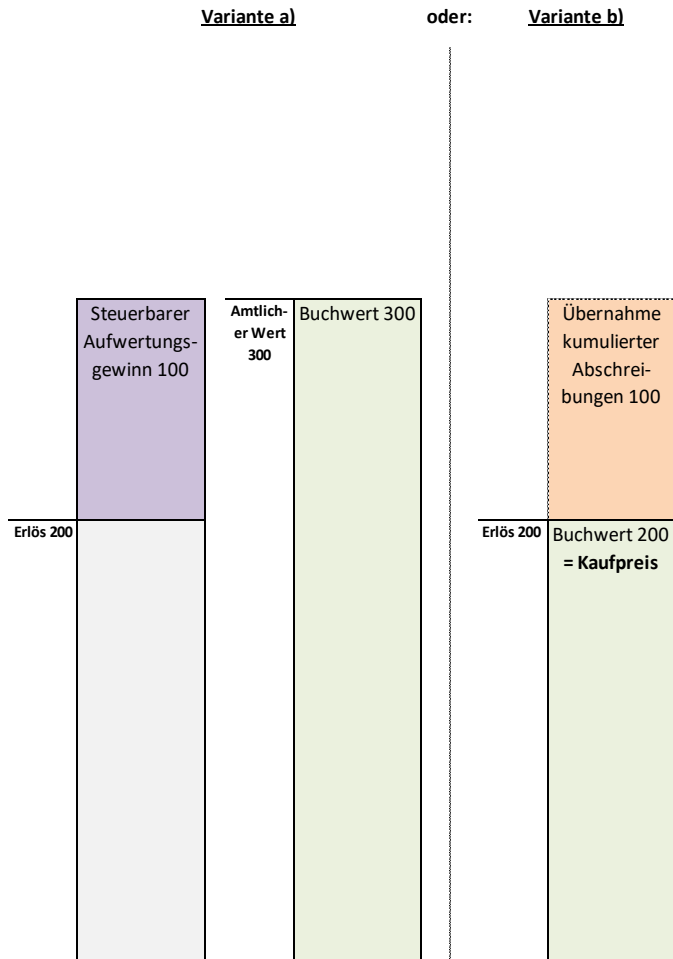 Variante a) oder: Variante b)
Steuerbarer
Aufwertungs-
gewinn 100
Amtlich-
er Wert
300
Buchwert 300
Übernahme
kumulierter
Abschrei-
bungen 100
Erlös 200
Erlös 200
Buchwert 200
= Kaufpreis